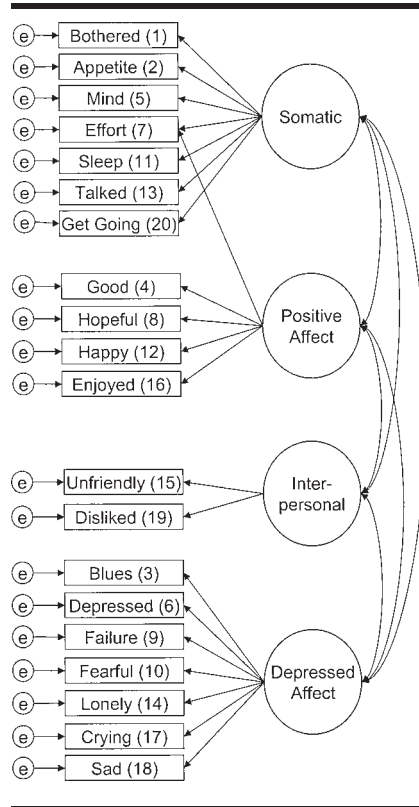 e Bothered (1)
e Appetite (2)
e Mind (5)
e Effort (7)
e Sleep (11)
e Talked (13)
e Get Going (20)
Somatic
e Good (4)
e Hopeful (8)
e Happy (12)
e Enjoyed (16)
Positive
Affect
e Unfriendly (15)
e Disliked (19)
Inter-
personal
e Blues (3)
e Depressed (6)
e Failure (9)
e Fearful (10)
e Lonely (14)
e Crying (17)
e Sad (18)
Depressed
Affect